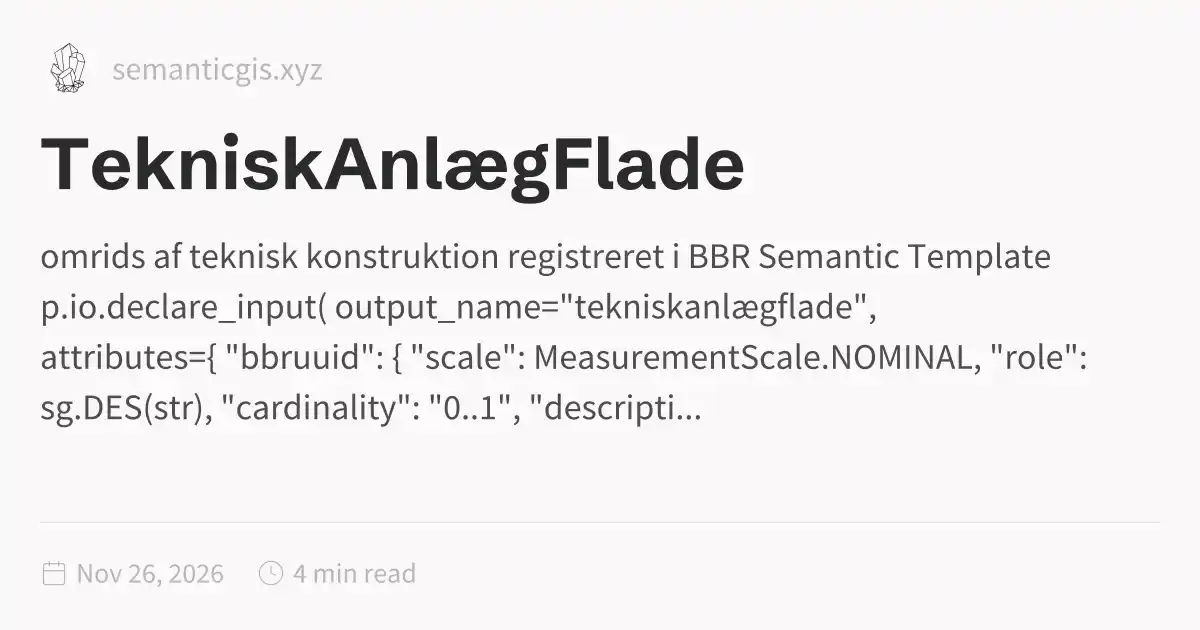 semanticgis.xyz
TekniskAnlægFlade
omrids af teknisk konstruktion registreret i BBR Semantic Template
p.io.declare_input( output_name="tekniskanlægflade",
attributes={ "bbruuid": { "scale": MeasurementScale.NOMINAL, "role":
sg.DES(str), "cardinality": "0..1", "descripti...
Nov 26, 2026 4 min read